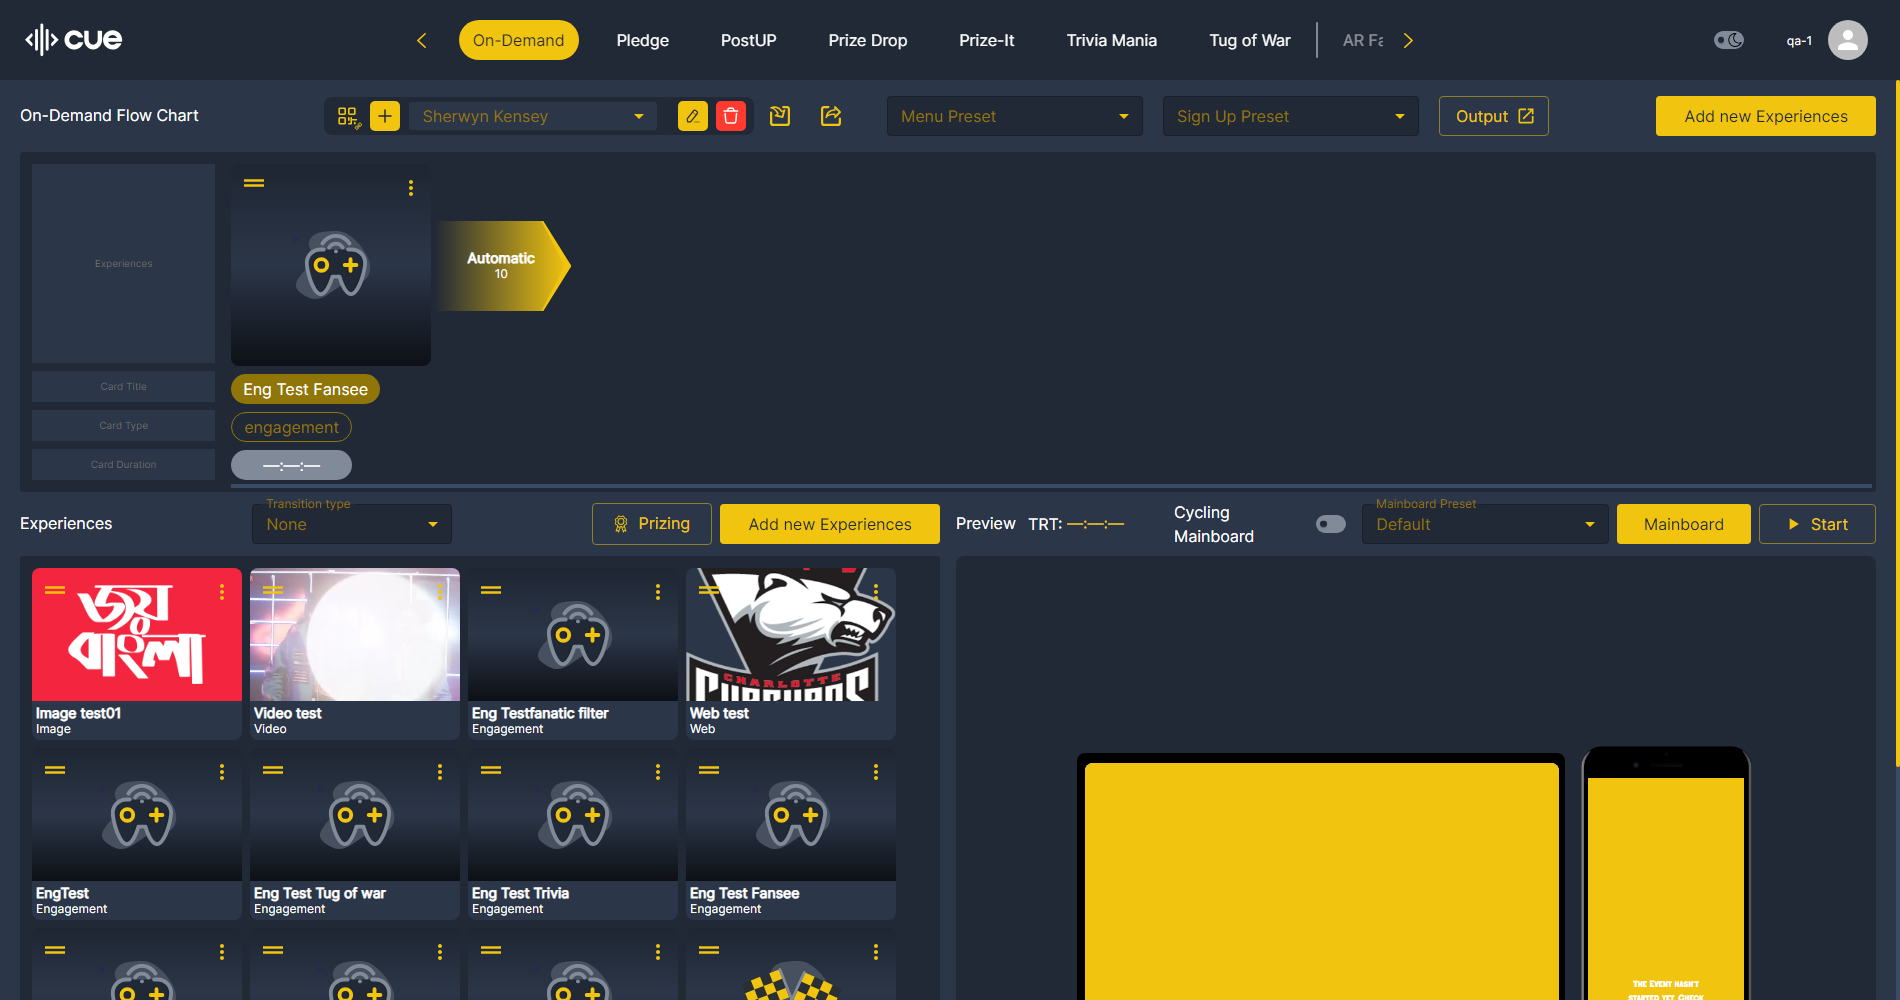 cue
On-Demand
Pledge
PostUP
Prize Drop
Prize-It
Trivia Mania
Tug of War
AR Fa
qa-1
On-Demand Flow Chart
Sherwyn Kensey
Menu Preset
Sign Up Preset
Output
Add new Experiences
Experiences
Automatic
10
Card Title
Eng Test Fansee
Card Type
engagement
Card Duration
—:—:—
Experiences
Transition type
None
Prizing
Add new Experiences
Preview
TRT: —:—:—
Cycling
Mainboard
Mainboard Preset
Default
Mainboard
Start
জয়
বাংলা
CHARLOTTE
Image test01
Image
Video test
Video
Eng Testfanatic filter
Engagement
Web test
Web
EngTest
Engagement
Eng Test Tug of war
Engagement
Eng Test Trivia
Engagement
Eng Test Fansee
Engagement
The Event hasn't
started yet. Check